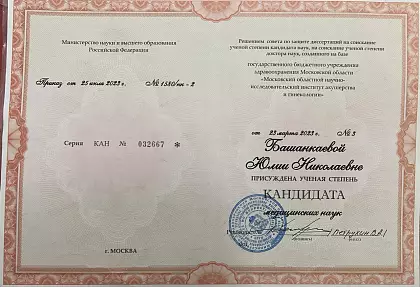 Министерство науки и высшего образования
Российской Федерации
Приказ от 25 июля 2023 г. № 1580/нк - 2
Серия КАН № 032667 *
г. МОСКВА
Решением совета по защите диссертаций на соискание
ученой степени кандидата наук, на соискание ученой степени
доктора наук, созданного на базе
государственного бюджетного учреждения
здравоохранения Московской области
«Московский областной научно-
исследовательский институт акушерства
и гинекологии»
от 23 марта 2023 г. № 3
Башанкаевой
Юлии Николаевне
ПРИСУЖДЕНА УЧЕНАЯ СТЕПЕНЬ
КАНДИДАТА
медицинских наук
Петрухин В.А.